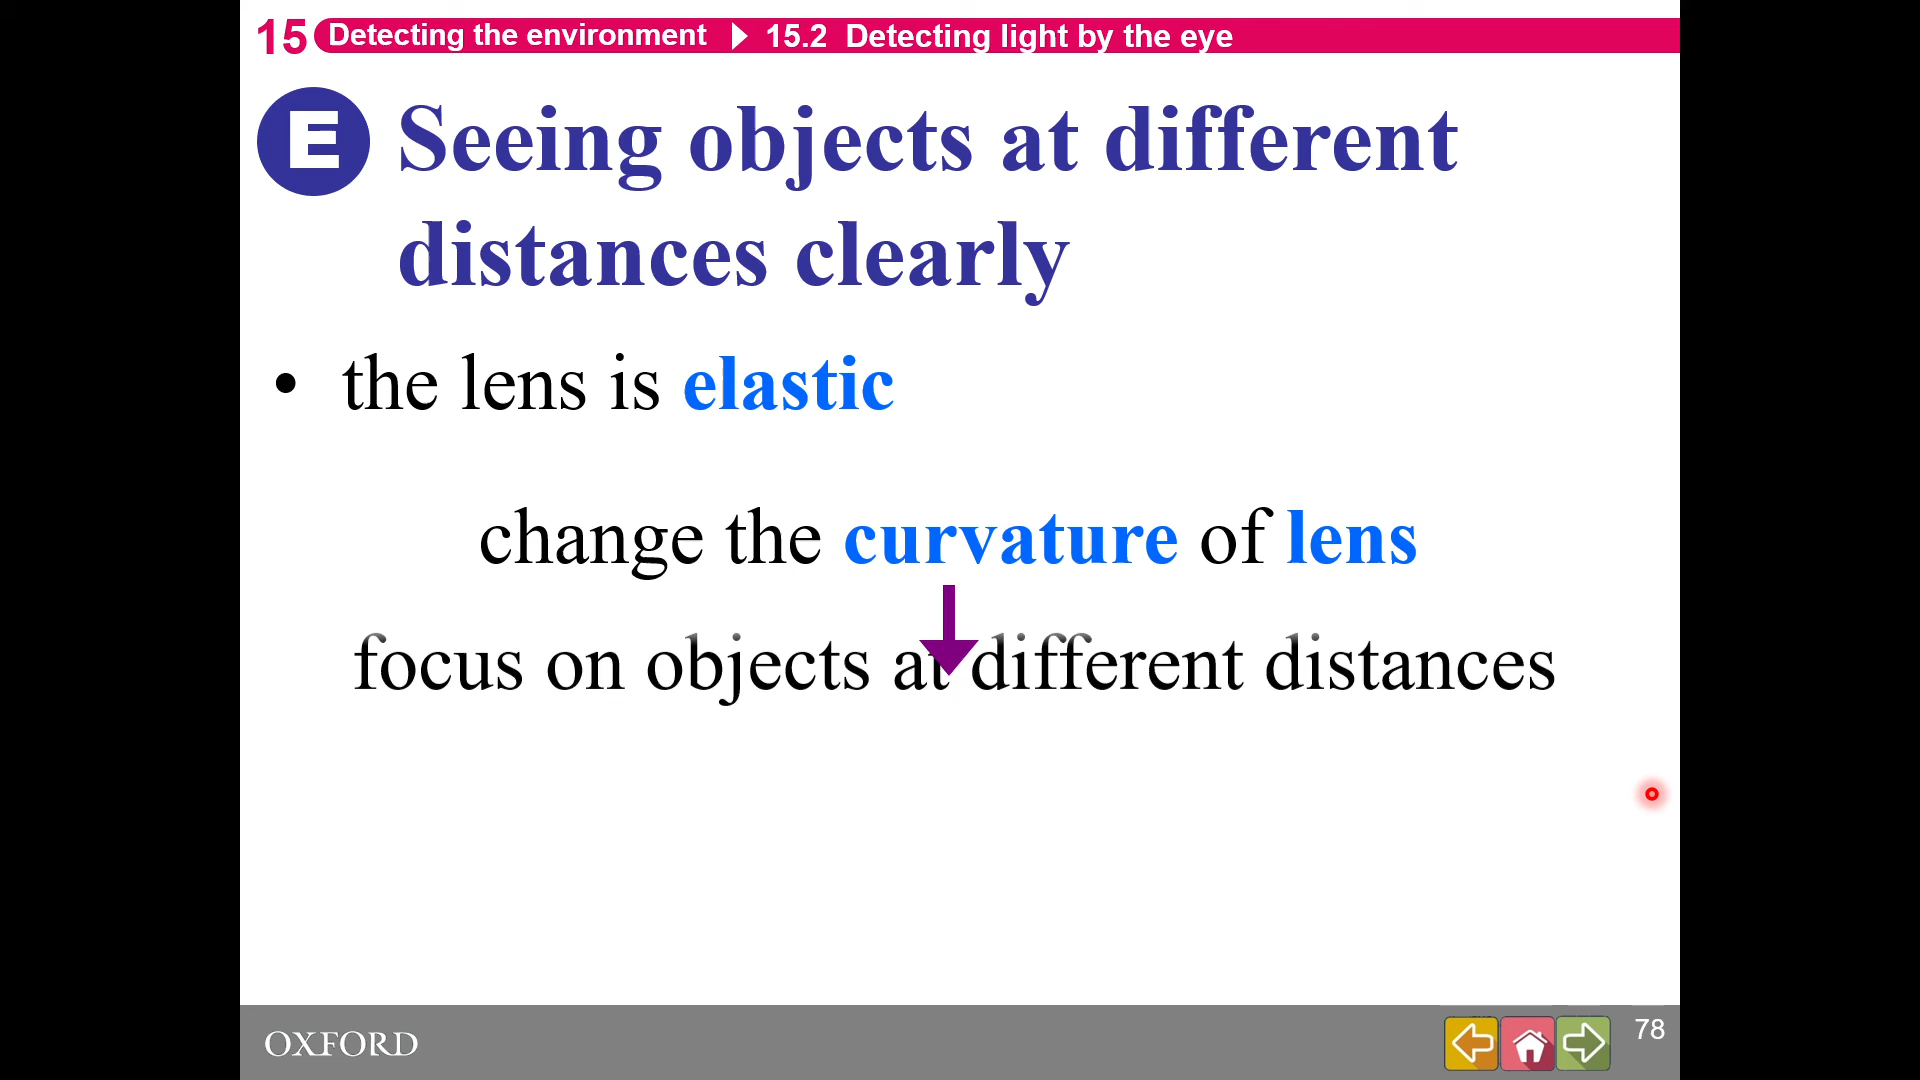 15 Detecting the environment 15.2 Detecting light by the eye
E Seeing objects at different
distances clearly
• the lens is elastic
change the curvature of lens
focus on objects at different distances
OXFORD
78